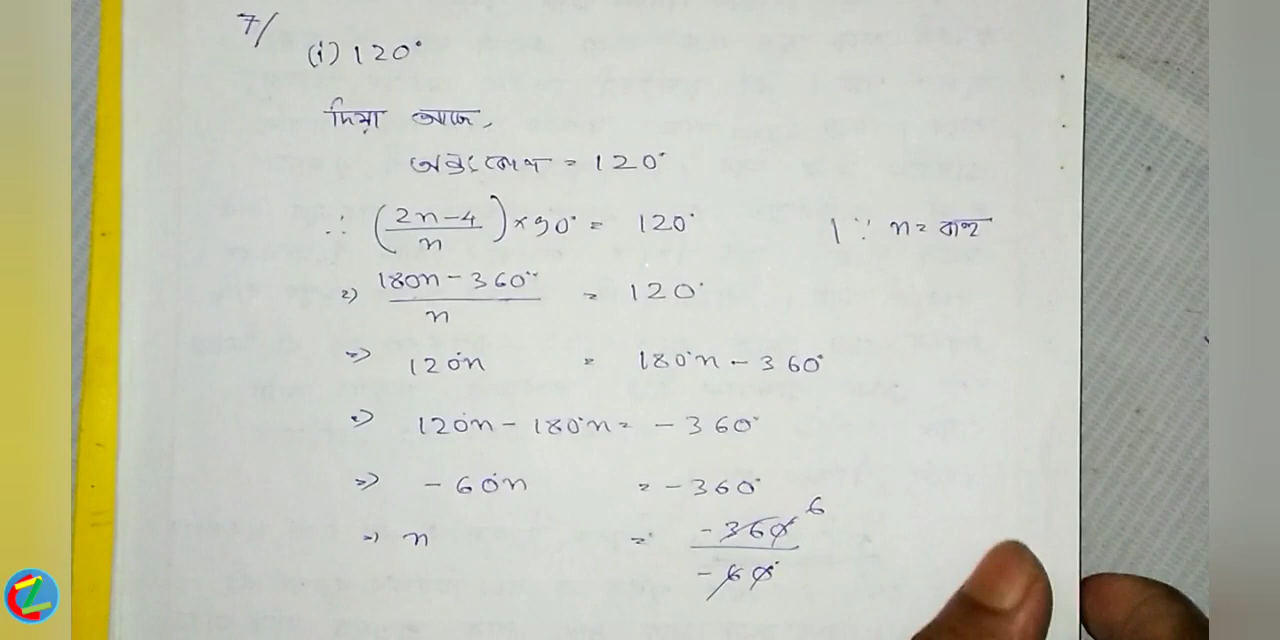 7/
(i) 120°
দিয়া আছে,
অন্তঃকোণ = 120°
∴ (2n-4/n) × 90° = 120° | ∵ n = বাহু
⇒ 180n - 360°/n = 120°
⇒ 120°n = 180°n - 360°
⇒ 120°n - 180°n = -360°
⇒ -60°n = -360°
⇒ n = -360°/-60° 6